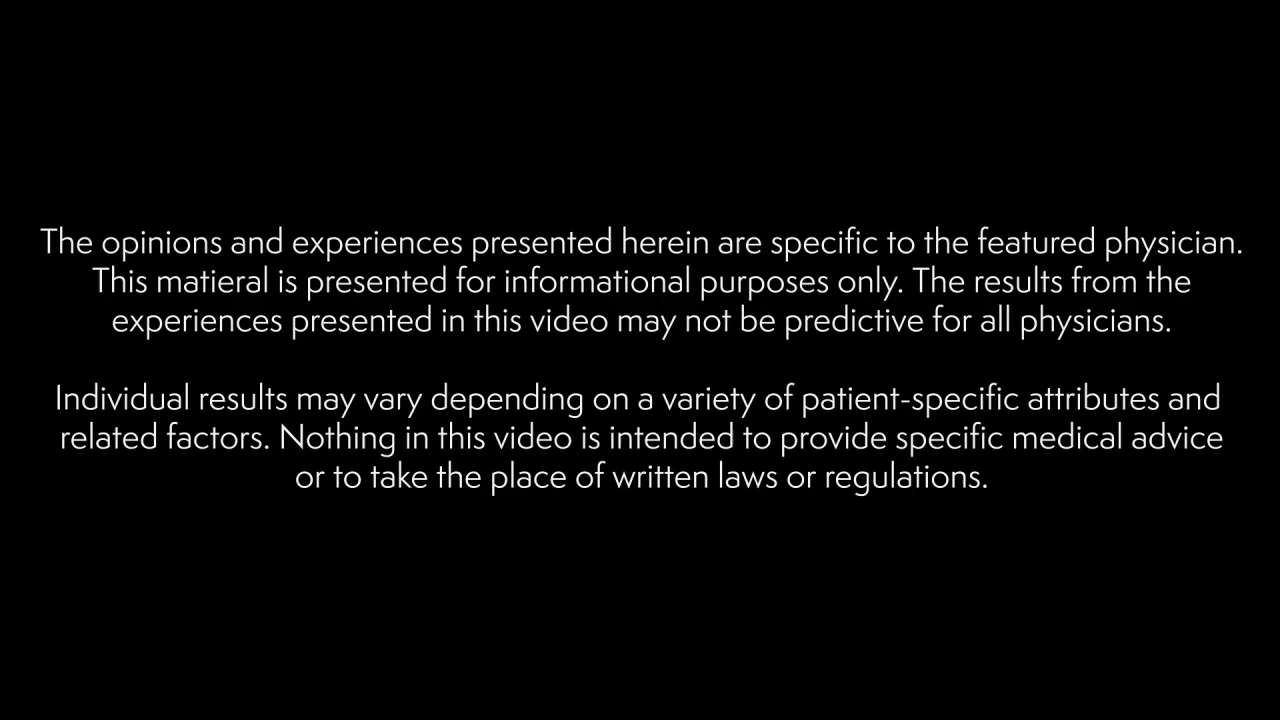 The opinions and experiences presented herein are specific to the featured physician.
This matieral is presented for informational purposes only. The results from the
experiences presented in this video may not be predictive for all physicians.
Individual results may vary depending on a variety of patient-specific attributes and
related factors. Nothing in this video is intended to provide specific medical advice
or to take the place of written laws or regulations.